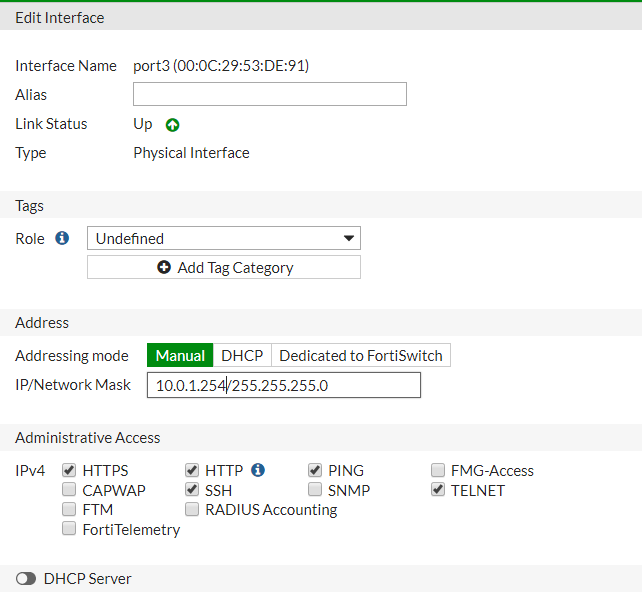 Edit Interface
Interface Name port3 (00:0C:29:53:DE:91)
Alias
Link Status Up
Type Physical Interface
Tags
Role Undefined
Add Tag Category
Address
Addressing mode Manual DHCP Dedicated to FortiSwitch
IP/Network Mask 10.0.1.254/255.255.255.0
Administrative Access
IPv4 HTTPS HTTP PING FMG-Access
CAPWAP SSH SNMP TELNET
FTM RADIUS Accounting
FortiTelemetry
DHCP Server